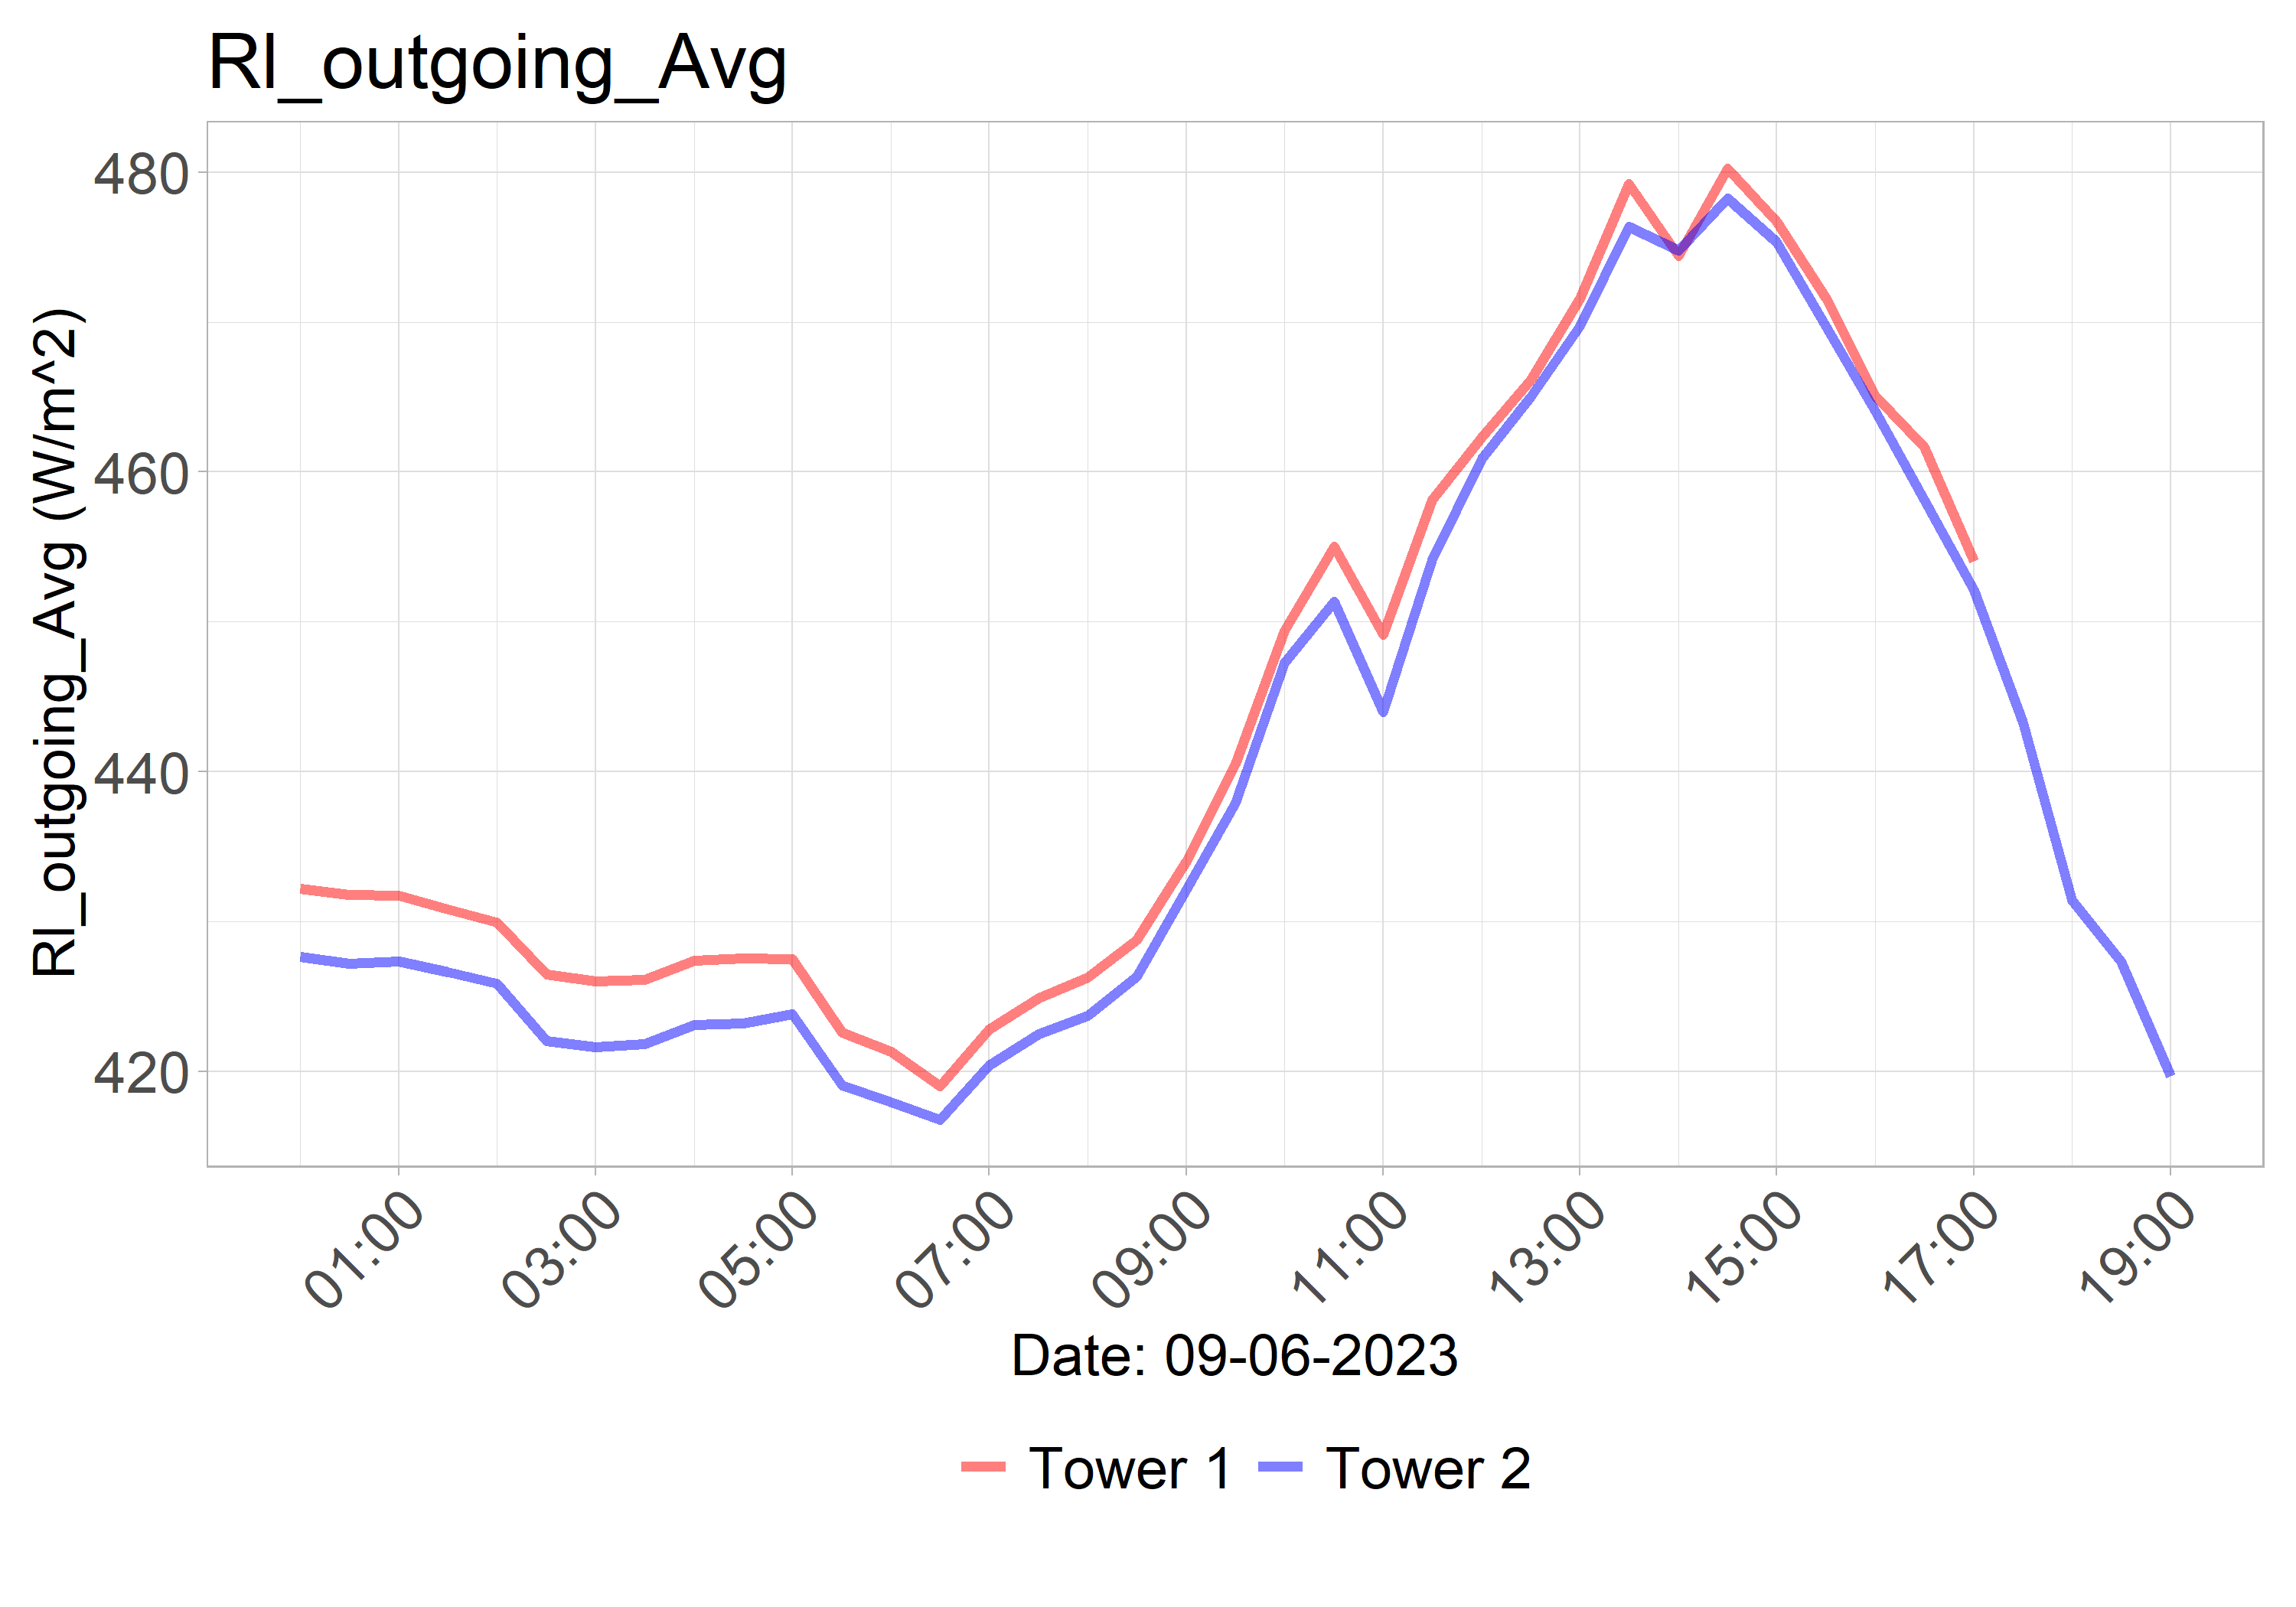 Rl_outgoing_Avg
Rl_outgoing_Avg (W/m^2)
480
460
440
420
01:00 03:00 05:00 07:00 09:00 11:00 13:00 15:00 17:00 19:00
Date: 09-06-2023
Tower 1 Tower 2